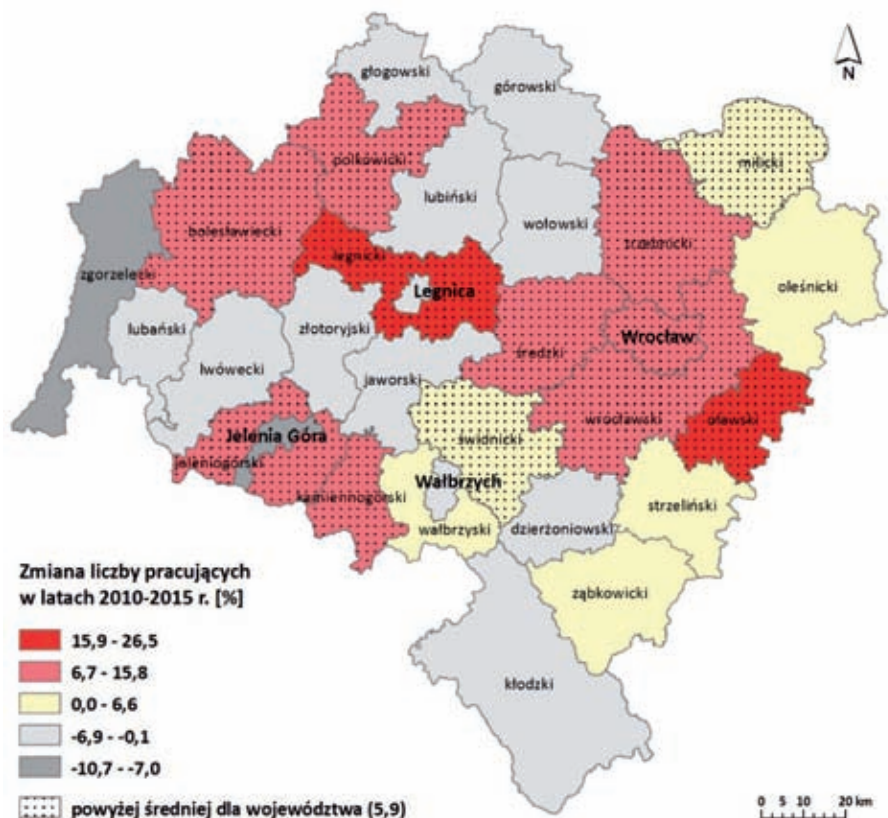 głogowski
górowski
N
polkowicki
milicki
lubiński
bolesławiecki
wołowski
trzebnicki
legnicki
zgorzelecki
oleśnicki
Legnica
lubański
złotoryjski
Wrocław
średzki
lwówecki
jaworski
wrocławski
oławski
Jelenia Góra
świdnicki
jeleniogórski
Wałbrzych
kamiennogórski
strzeliński
wałbrzyski
dzierżoniowski
ząbkowicki
kłodzki
Zmiana liczby pracujących
w latach 2010-2015 r. [%]
15,9 - 26,5
6,7 - 15,8
0,0 - 6,6
-6,9 - -0,1
-10,7 - -7,0
powyżej średniej dla województwa (5,9)
0 5 10 20 km